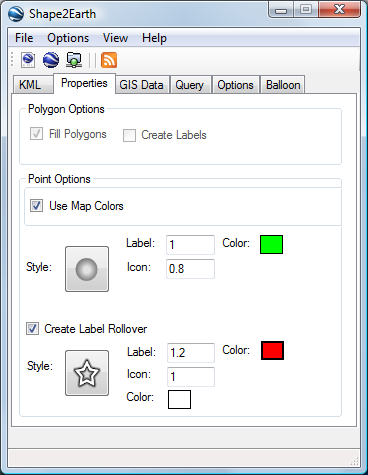 Shape2Earth
File Options View Help
KML Properties GIS Data Query Options Balloon
Polygon Options
Fill Polygons Create Labels
Point Options
Use Map Colors
Label: 1 Color:
Style: Icon: 0.8
Create Label Rollover
Label: 1.2 Color:
Style: Icon: 1
Color: